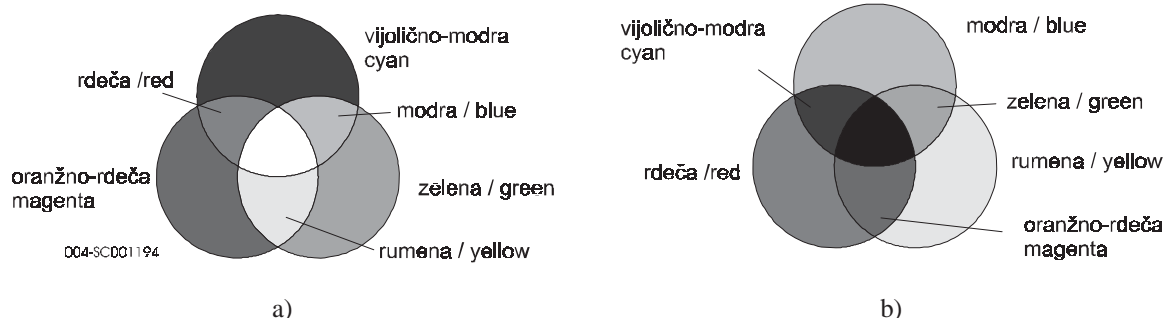 vijolično-modra
cyan
rdeča /red
modra / blue
oranžno-rdeča
magenta
zelena / green
004-SC001194
rumena / yellow
a)
vijolično-modra
cyan
modra / blue
zelena / green
rdeča /red
rumena / yellow
oranžno-rdeča
magenta
b)